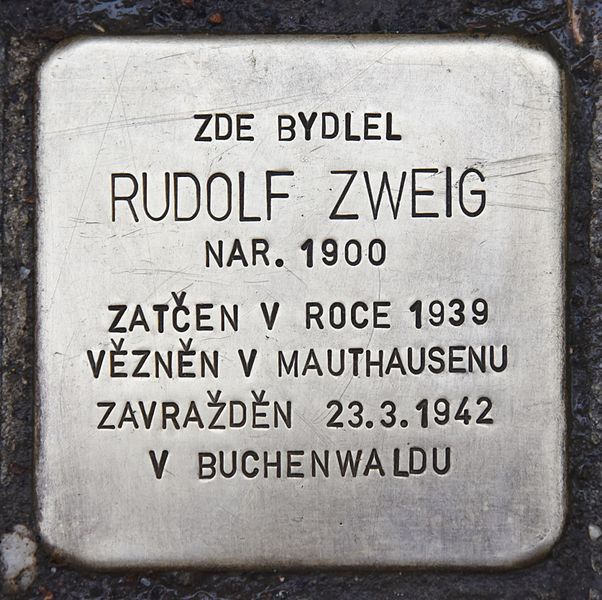 ZDE BYDLEL
RUDOLF ZWEIG
NAR. 1900
ZATČEN V ROCE 1939
VĚZNĚN V MAUTHAUSENU
ZAVRAŽDĚN 23.3.1942
V BUCHENWALDU